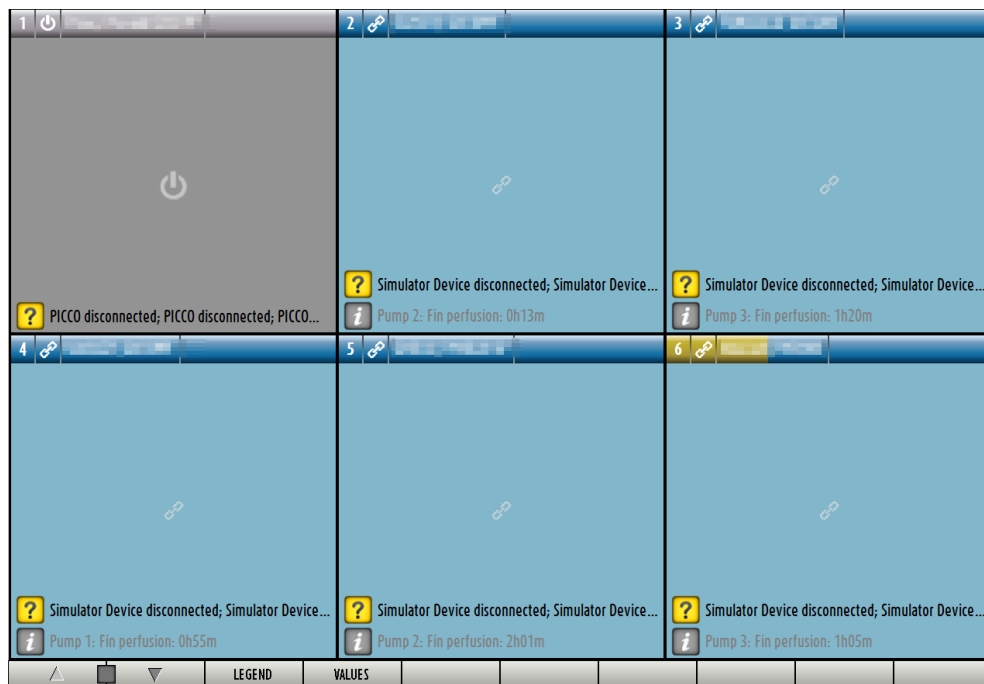 1
2
3
? PICCO disconnected; PICCO disconnected; PICCO...
? Simulator Device disconnected; Simulator Device...
i Pump 2: Fin perfusion: 0h13m
? Simulator Device disconnected; Simulator Device...
i Pump 3: Fin perfusion: 1h20m
4
5
6
? Simulator Device disconnected; Simulator Device...
i Pump 1: Fin perfusion: 0h55m
? Simulator Device disconnected; Simulator Device...
i Pump 2: Fin perfusion: 2h01m
? Simulator Device disconnected; Simulator Device...
i Pump 3: Fin perfusion: 1h05m
LEGEND
VALUES